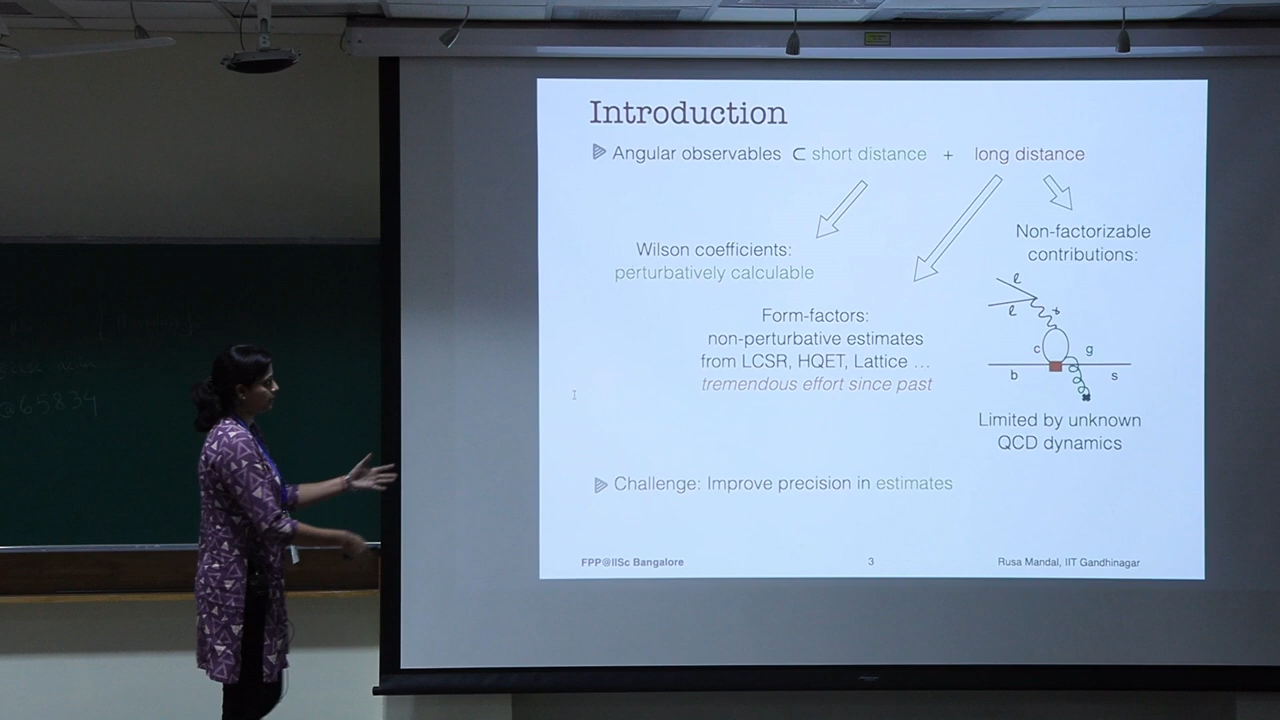 Introduction
Angular observables ⊂ short distance + long distance
Wilson coefficients:
perturbatively calculable
Non-factorizable
contributions:
Form-factors:
non-perturbative estimates
from LCSR, HQET, Lattice ...
tremendous effort since past
ℓ
ℓ
γ
c
g
b
s
Limited by unknown
QCD dynamics
Challenge: Improve precision in estimates
FPP@IISc Bangalore
3
Rusa Mandal, IIT Gandhinagar
@65834